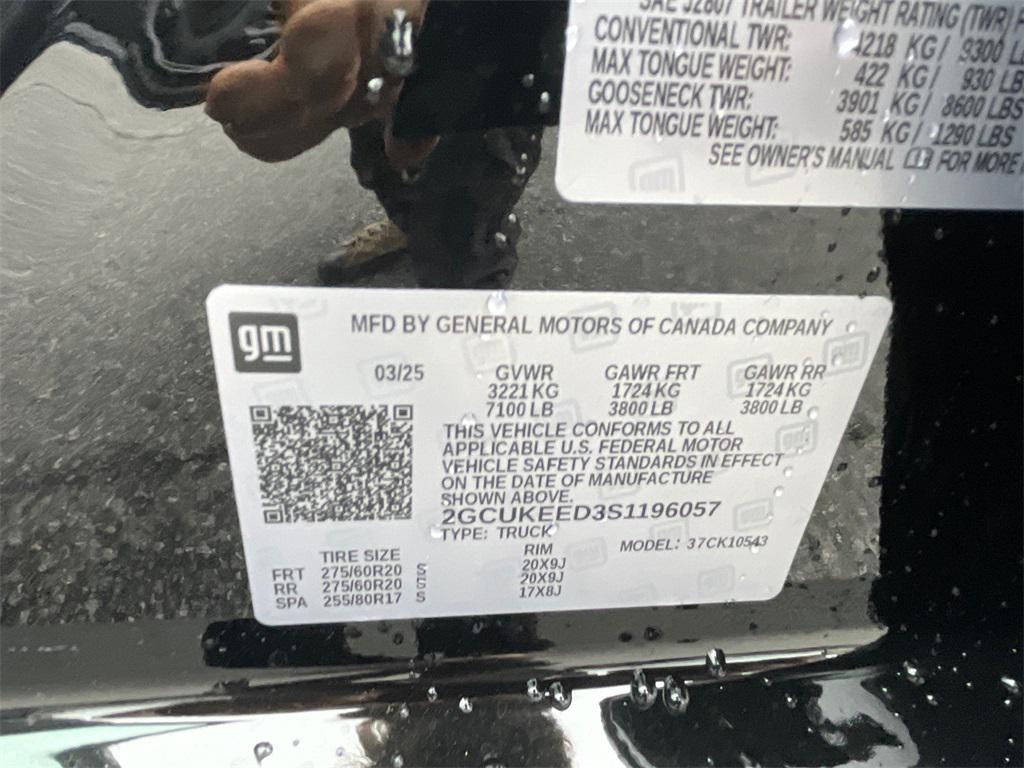 SAE J2807 TRAILER WEIGHT RATING (TWR)
CONVENTIONAL TWR: 4218 KG/ 9300 LB
MAX TONGUE WEIGHT: 422 KG/ 930 LB
GOOSENECK TWR: 3901 KG/ 8600 LBS
MAX TONGUE WEIGHT: 585 KG/ 1290 LBS
SEE OWNER'S MANUAL FOR MORE
gm
MFD BY GENERAL MOTORS OF CANADA COMPANY
03/25 GVWR GAWR FRT GAWR RR
3221 KG 1724 KG 1724 KG
7100 LB 3800 LB 3800 LB
THIS VEHICLE CONFORMS TO ALL
APPLICABLE U.S. FEDERAL MOTOR
VEHICLE SAFETY STANDARDS IN EFFECT
ON THE DATE OF MANUFACTURE
SHOWN ABOVE.
2GCUKEED3S1196057
TYPE: TRUCK
MODEL: 37CK10543
TIRE SIZE RIM
FRT 275/60R20 S 20X9J
RR 275/60R20 S 20X9J
SPA 255/80R17 S 17X8J